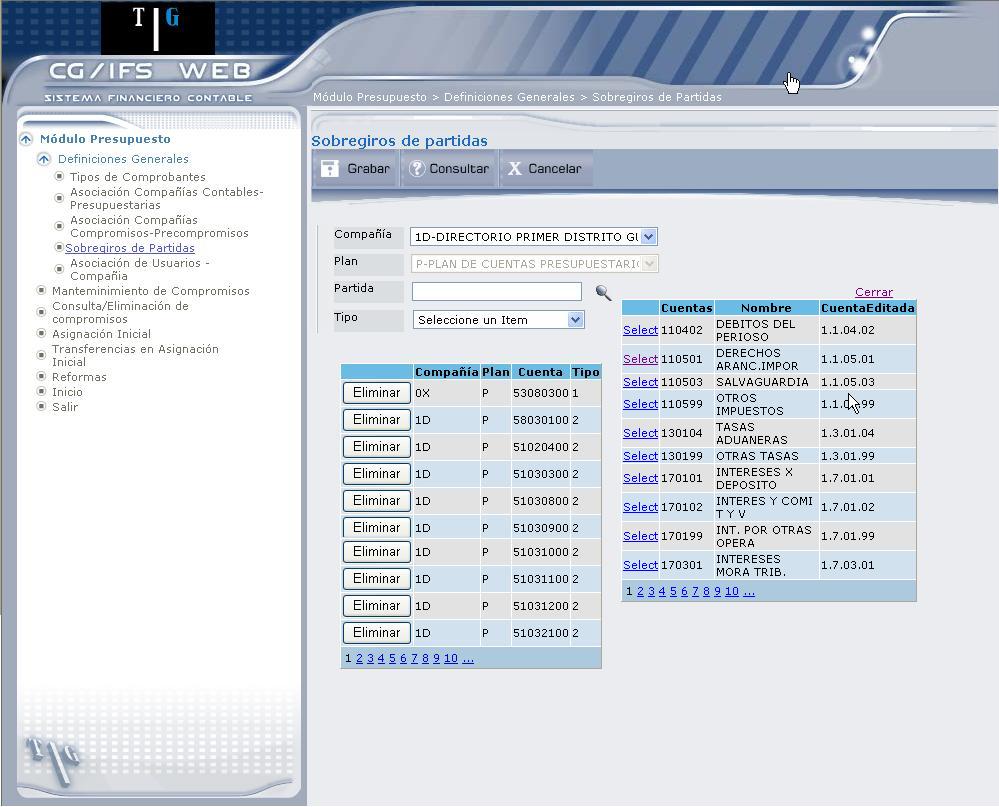 T|G
CG/IFS WEB
SISTEMA FINANCIERO CONTABLE
Módulo Presupuesto > Definiciones Generales > Sobregiros de Partidas
Módulo Presupuesto
Definiciones Generales
Tipos de Comprobantes
Asociación Compañías Contables-
Presupuestarias
Asociación Compañías
Compromisos-Precompromisos
Sobregiros de Partidas
Asociación de Usuarios -
Compañia
Manteminimiento de Compromisos
Consulta/Eliminación de
compromisos
Asignación Inicial
Transferencias en Asignación
Inicial
Reformas
Inicio
Salir
T|G
Sobregiros de partidas
Grabar Consultar X Cancelar
Compañía 1D-DIRECTORIO PRIMER DISTRITO GU
Plan P-PLAN DE CUENTAS PRESUPUESTARIO
Partida
Tipo Seleccione un Item
Compañía Plan Cuenta Tipo
Eliminar 0X P 53080300 1
Eliminar 1D P 58030100 2
Eliminar 1D P 51020400 2
Eliminar 1D P 51030300 2
Eliminar 1D P 51030800 2
Eliminar 1D P 51030900 2
Eliminar 1D P 51031000 2
Eliminar 1D P 51031100 2
Eliminar 1D P 51031200 2
Eliminar 1D P 51032100 2
1 2 3 4 5 6 7 8 9 10 ...
Cerrar
Cuentas Nombre CuentaEditada
Select 110402 DEBITOS DEL
PERIOSO 1.1.04.02
Select 110501 DERECHOS
ARANC.IMPOR 1.1.05.01
Select 110503 SALVAGUARDIA 1.1.05.03
Select 110599 OTROS
IMPUESTOS 1.1.05.99
Select 130104 TASAS
ADUANERAS 1.3.01.04
Select 130199 OTRAS TASAS 1.3.01.99
Select 170101 INTERESES X
DEPOSITO 1.7.01.01
Select 170102 INTERES Y COMI
T Y V 1.7.01.02
Select 170199 INT. POR OTRAS
OPERA 1.7.01.99
Select 170301 INTERESES
MORA TRIB. 1.7.03.01
1 2 3 4 5 6 7 8 9 10 ...